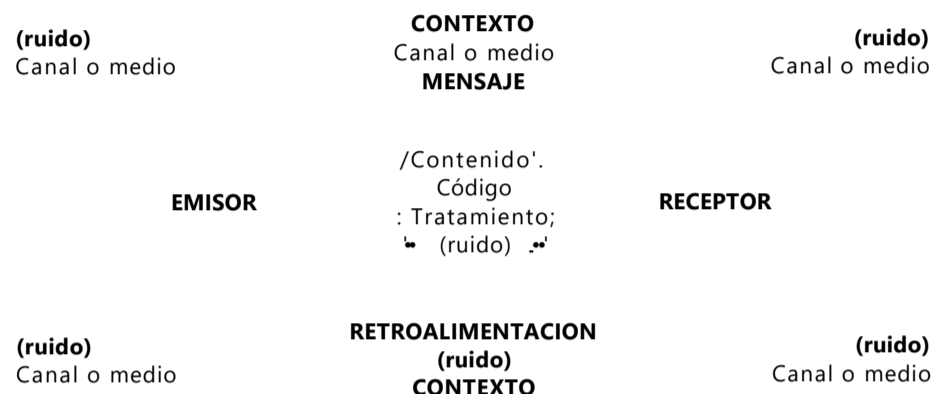 (ruido)
Canal o medio
CONTEXTO
Canal o medio
MENSAJE
(ruido)
Canal o medio
EMISOR
/Contenido'.
Código
: Tratamiento;
'•• (ruido) .••'
RECEPTOR
(ruido)
Canal o medio
RETROALIMENTACION
(ruido)
CONTEXTO
(ruido)
Canal o medio